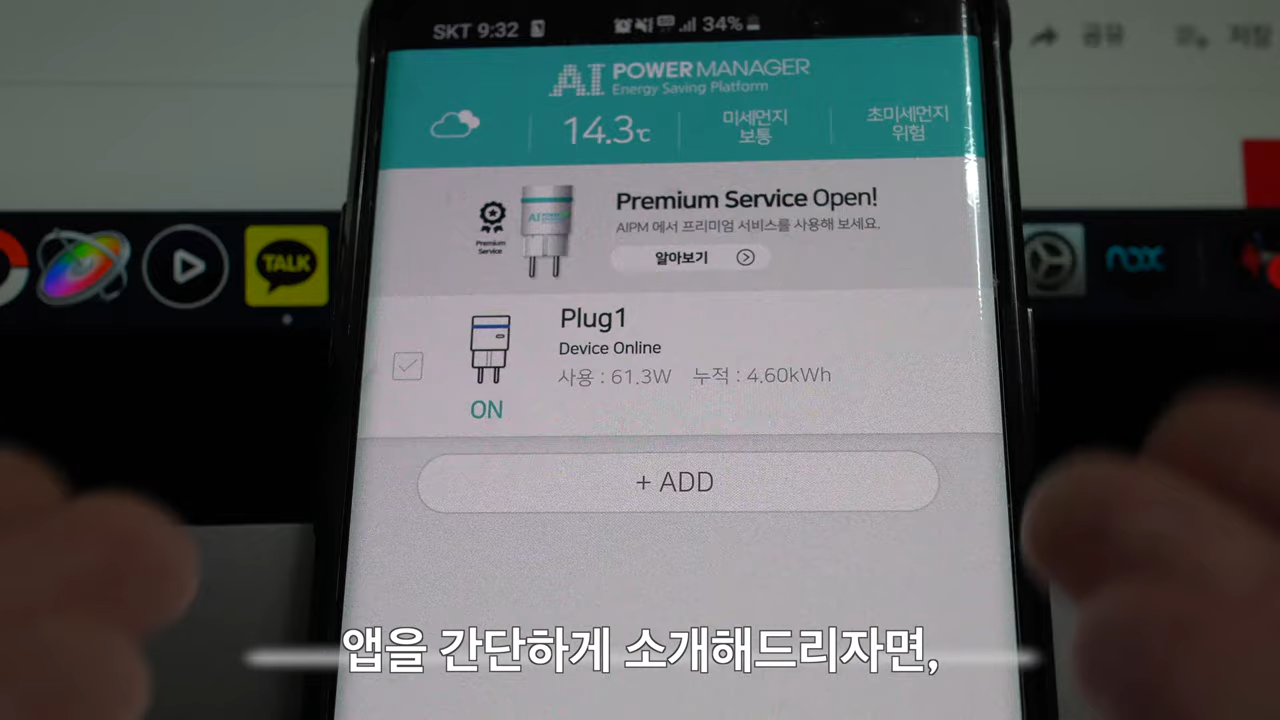 공유
저장
SKT 9:32
34%
AI POWER MANAGER
Energy Saving Platform
14.3℃
미세먼지
보통
초미세먼지
위험
Premium
Service
AI
Premium Service Open!
AIPM 에서 프리미엄 서비스를 사용해 보세요.
알아보기
TALK
nox
Plug1
Device Online
사용 : 61.3W 누적 : 4.60kWh
ON
+ ADD
앱을 간단하게 소개해드리자면,